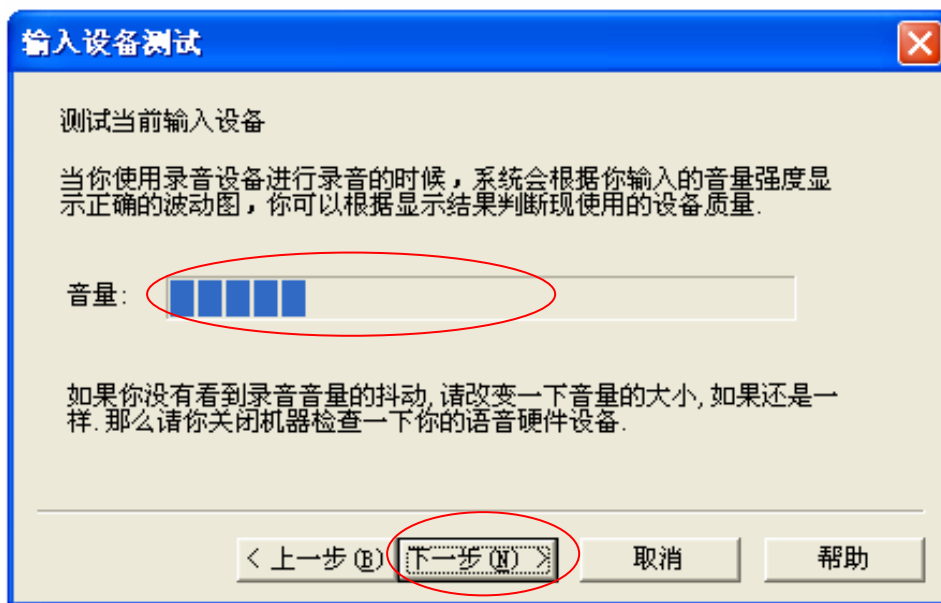 输入设备测试
测试当前输入设备
当你使用录音设备进行录音的时候，系统会根据你输入的音量强度显
示正确的波动图，你可以根据显示结果判断现使用的设备质量.
音量:
如果你没有看到录音音量的抖动,请改变一下音量的大小,如果还是一
样.那么请你关闭机器检查一下你的语音硬件设备.
< 上一步(B) 下一步(N) > 取消 帮助